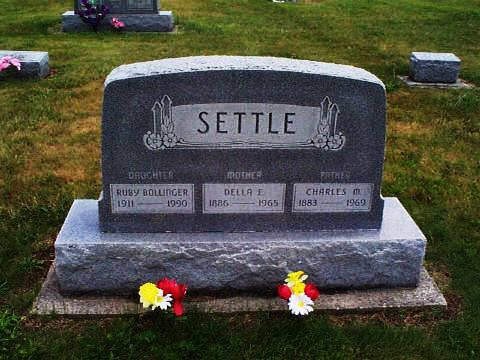 SETTLE
DAUGHTER MOTHER FATHER
RUBY BOLLINGER DELLA E. CHARLES M.
1911 — 1990 1886 — 1965 1883 — 1969